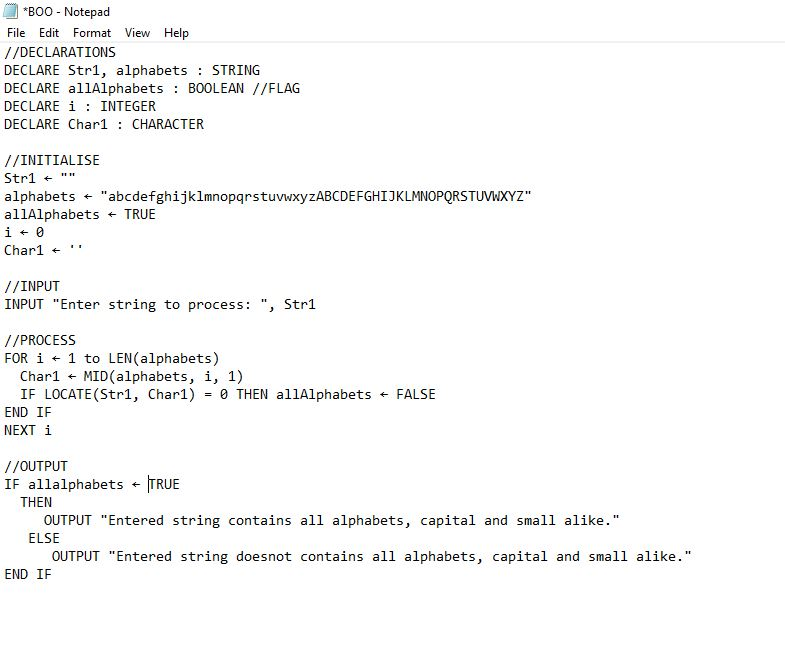 *BOO - Notepad
File Edit Format View Help
//DECLARATIONS
DECLARE Str1, alphabets : STRING
DECLARE allAlphabets : BOOLEAN //FLAG
DECLARE i : INTEGER
DECLARE Char1 : CHARACTER

//INITIALISE
Str1 ← ""
alphabets ← "abcdefghijklmnopqrstuvwxyzABCDEFGHIJKLMNOPQRSTUVWXYZ"
allAlphabets ← TRUE
i ← 0
Char1 ← ''

//INPUT
INPUT "Enter string to process: ", Str1

//PROCESS
FOR i ← 1 to LEN(alphabets)
  Char1 ← MID(alphabets, i, 1)
  IF LOCATE(Str1, Char1) = 0 THEN allAlphabets ← FALSE
END IF
NEXT i

//OUTPUT
IF allalphabets ← TRUE
  THEN
     OUTPUT "Entered string contains all alphabets, capital and small alike."
   ELSE
      OUTPUT "Entered string doesnot contains all alphabets, capital and small alike."
END IF